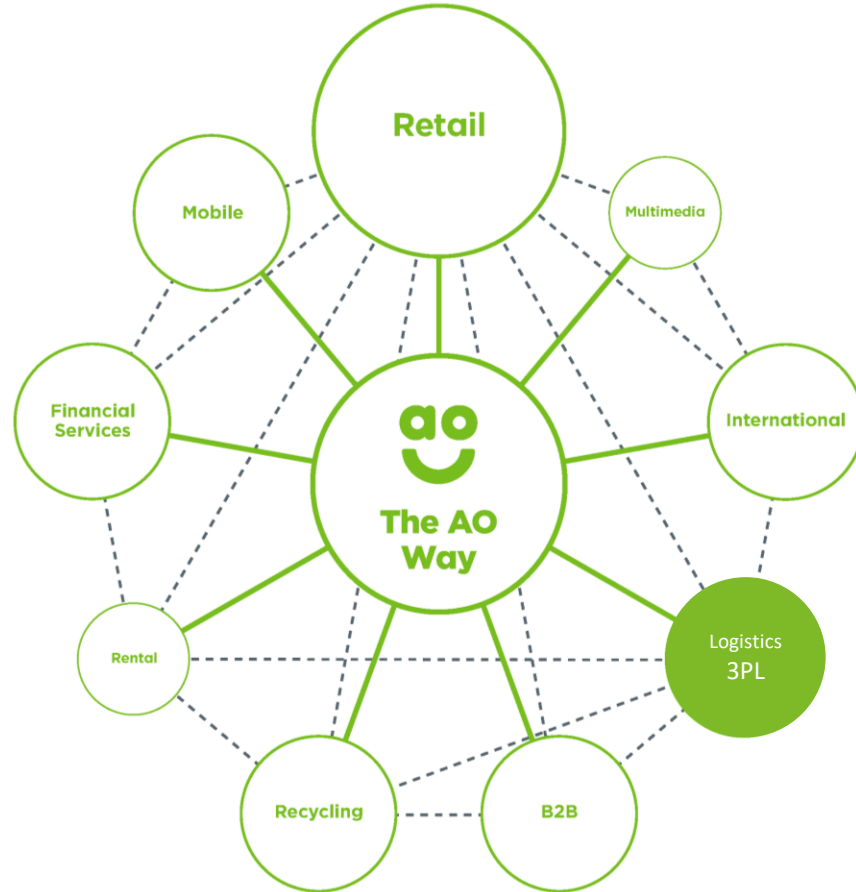 Retail
Mobile
Multimedia
Financial
Services
International
ao
The AO
Way
Logistics
3PL
Rental
Recycling
B2B